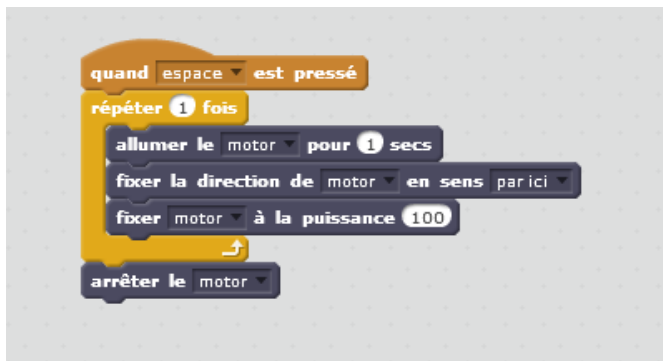 quand espace est pressé
répéter 1 fois
allumer le motor pour 1 secs
fixer la direction de motor en sens par ici
fixer motor à la puissance 100
arrêter le motor